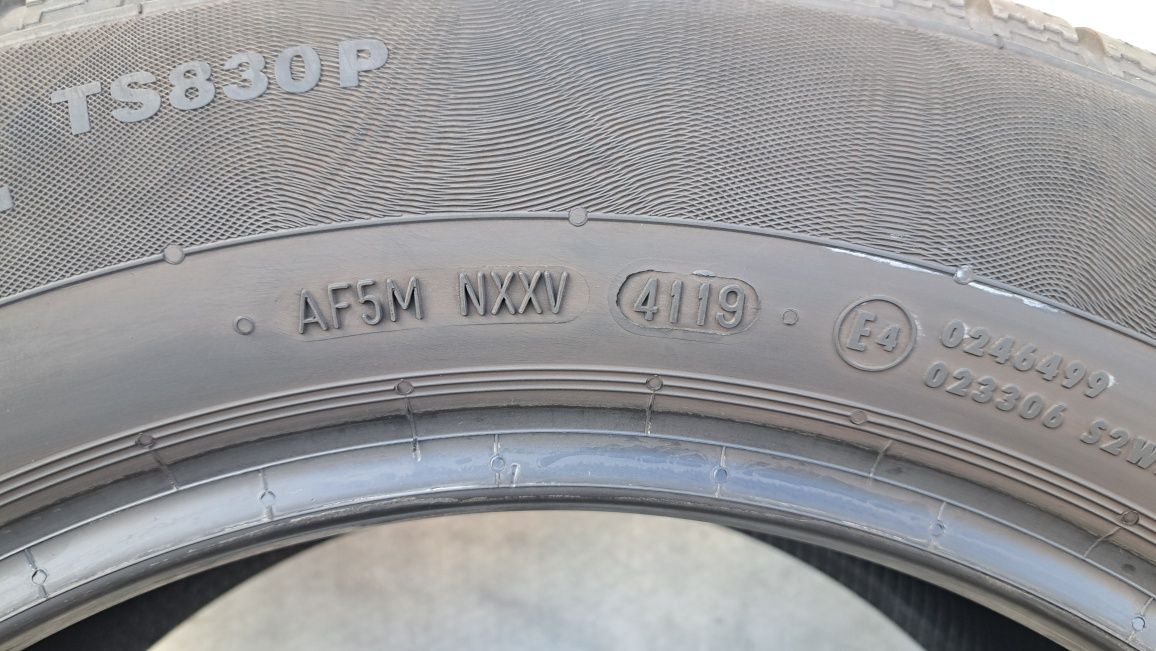 TS830P
AF5M NXXV 4119
E4
0246499
023306 S2W